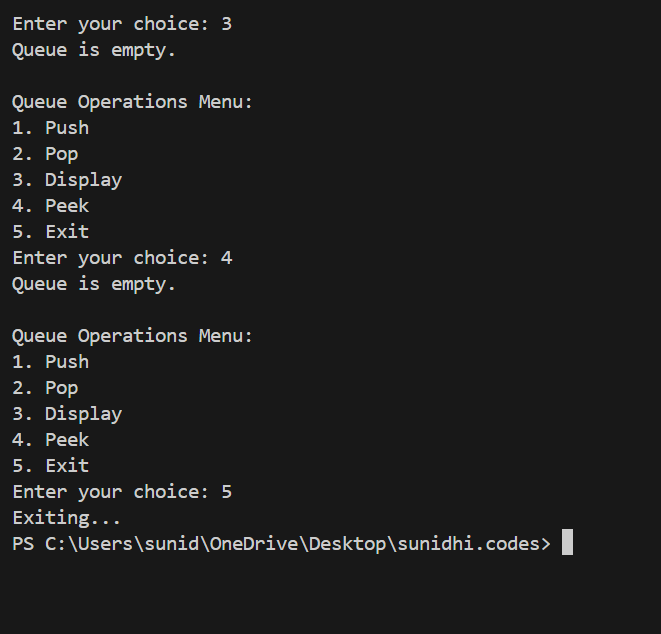 Enter your choice: 3
Queue is empty.
Queue Operations Menu:
1. Push
2. Pop
3. Display
4. Peek
5. Exit
Enter your choice: 4
Queue is empty.
Queue Operations Menu:
1. Push
2. Pop
3. Display
4. Peek
5. Exit
Enter your choice: 5
Exiting...
PS C:\Users\sunid\OneDrive\Desktop\sunidhi.codes>